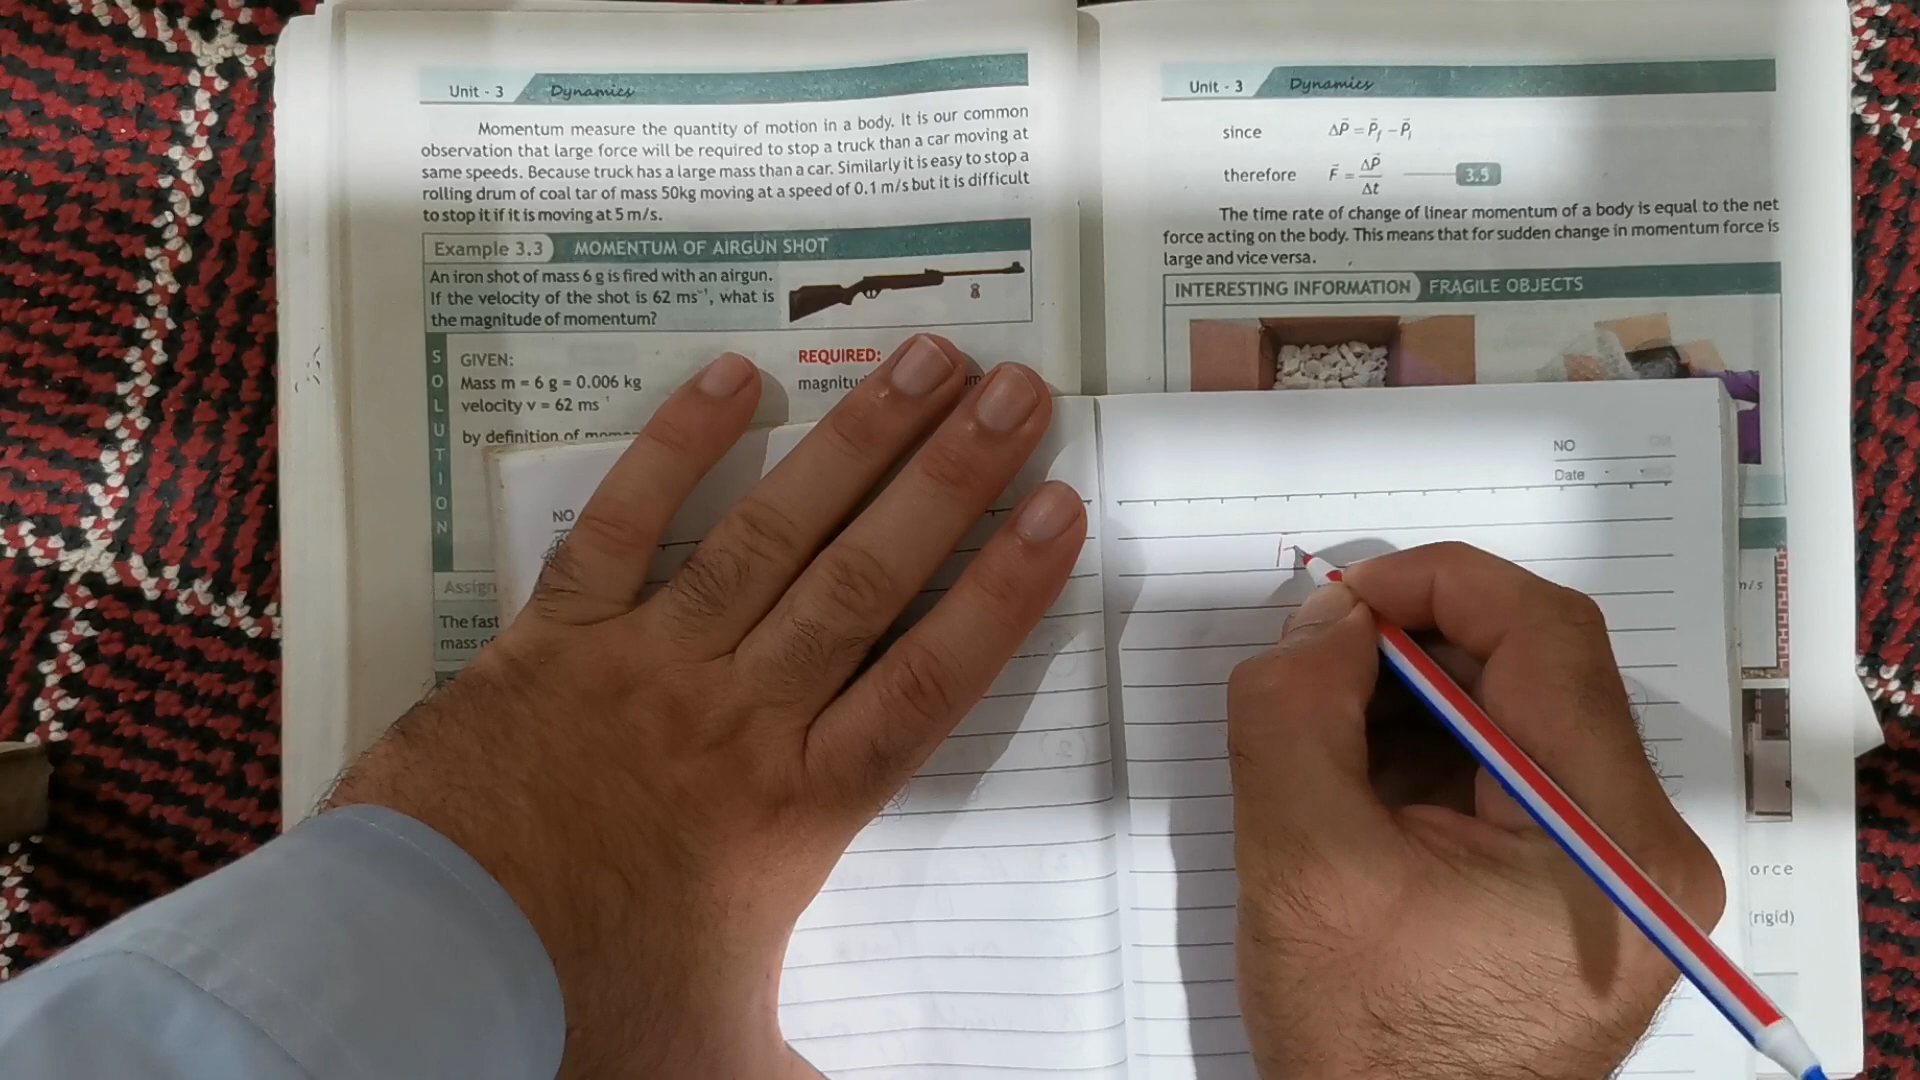 Unit - 3 Dynamics
Momentum measure the quantity of motion in a body. It is our common
observation that large force will be required to stop a truck than a car moving at
same speeds. Because truck has a large mass than a car. Similarly it is easy to stop a
rolling drum of coal tar of mass 50kg moving at a speed of 0.1 m/s but it is difficult
to stop it if it is moving at 5 m/s.
Example 3.3 MOMENTUM OF AIRGUN SHOT
An iron shot of mass 6 g is fired with an airgun.
If the velocity of the shot is 62 ms⁻¹, what is
the magnitude of momentum?
SOLUTION
GIVEN:
Mass m = 6 g = 0.006 kg
velocity v = 62 ms⁻¹
REQUIRED:
by definition of
NO
Assign
The fast
mass
Unit - 3 Dynamics
since ΔP⃗ = P⃗f − P⃗i
therefore F⃗ = ΔP⃗/Δt 3.5
The time rate of change of linear momentum of a body is equal to the net
force acting on the body. This means that for sudden change in momentum force is
large and vice versa.
INTERESTING INFORMATION FRAGILE OBJECTS
NO
Date
orce
(rigid)